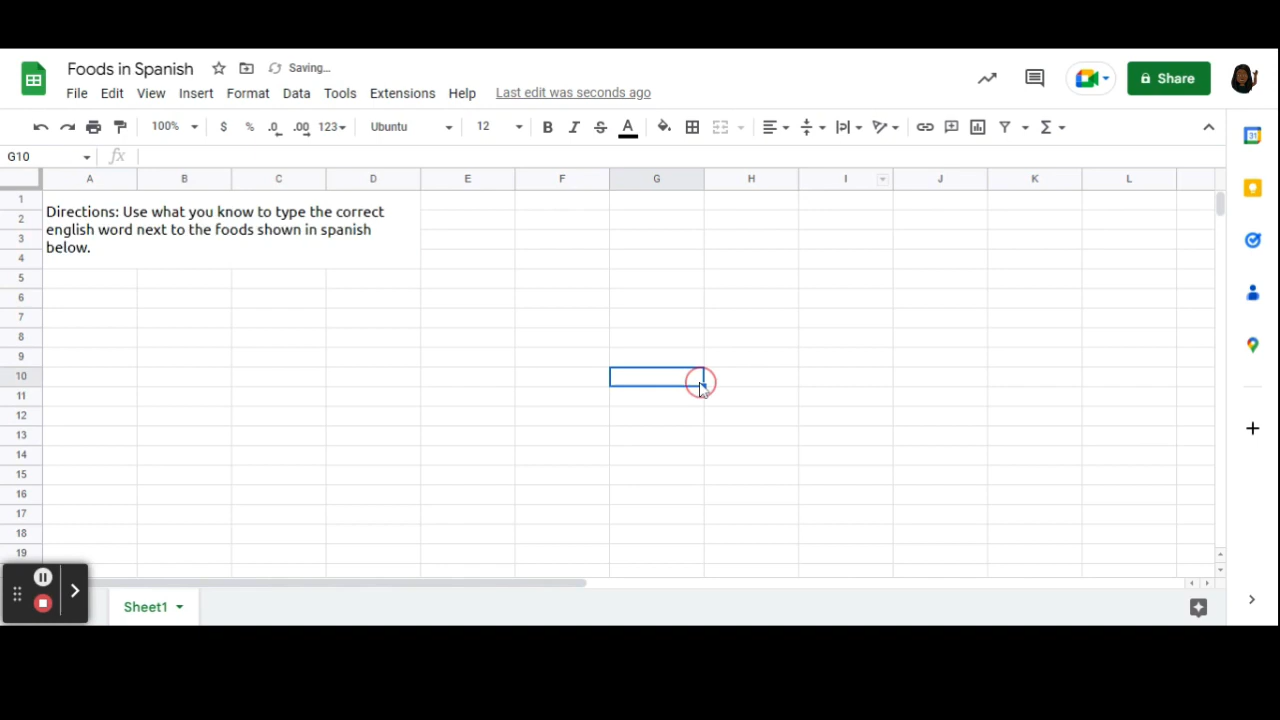 Foods in Spanish Saving...
File Edit View Insert Format Data Tools Extensions Help Last edit was seconds ago
Share
100% $ % .0 .00 123 Ubuntu 12 B I S A
G10 fx
A B C D E F G H I J K L
1
Directions: Use what you know to type the correct
2
english word next to the foods shown in spanish
3
below.
4
5
6
7
8
9
10
11
12
13
14
15
16
17
18
19
Sheet1
31